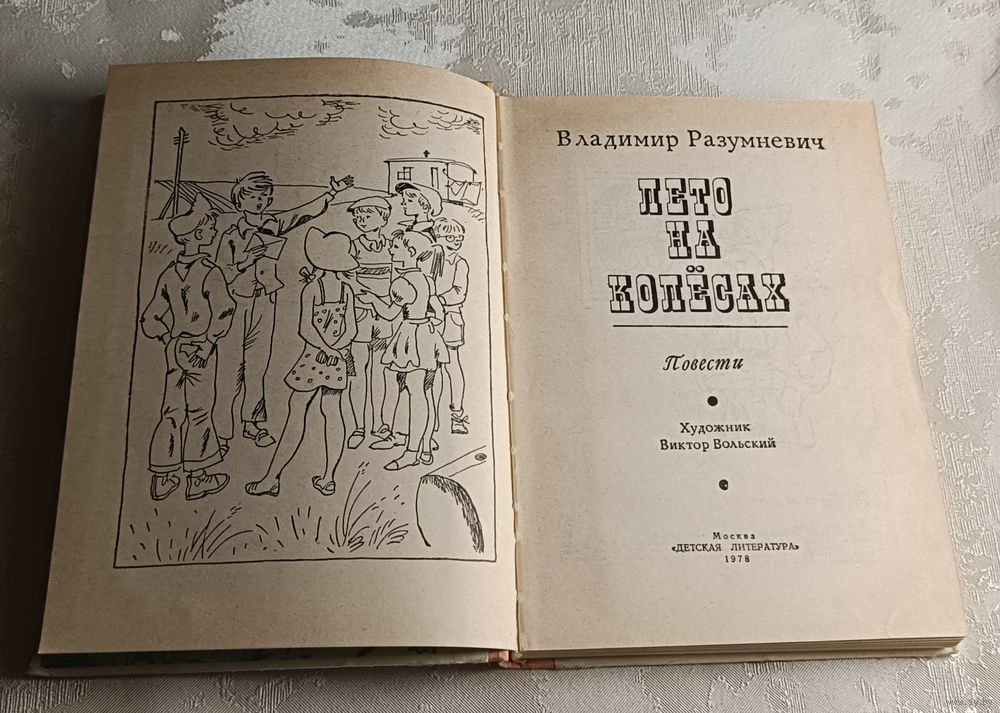 Владимир Разумневич
ЛЕТО
НА
КОЛЁСАХ
Повести
Художник
Виктор Вольский
Москва
«ДЕТСКАЯ ЛИТЕРАТУРА»
1978